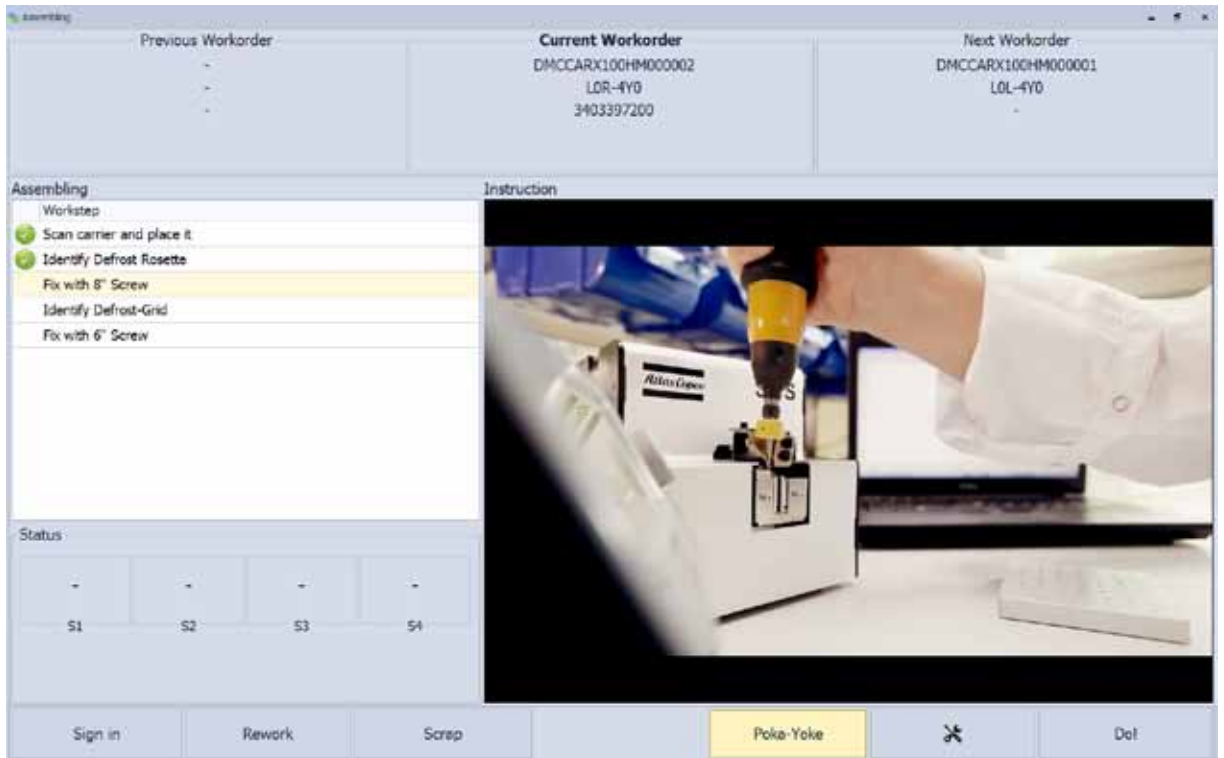 Assembling
Previous Workorder
-
-
-
Current Workorder
DMCCARX100HM000002
L0R-4Y0
3403397200
Next Workorder
DMCCARX100HM000001
L0L-4Y0
-
Assembling
Workstep
Scan carrier and place it
Identify Defrost Rosette
Fix with 8" Screw
Identify Defrost-Grid
Fix with 6" Screw
Instruction
Atlas Copco
Status
-
-
-
-
S1
S2
S3
S4
Sign in
Rework
Scrap
Poka-Yoke
Do!